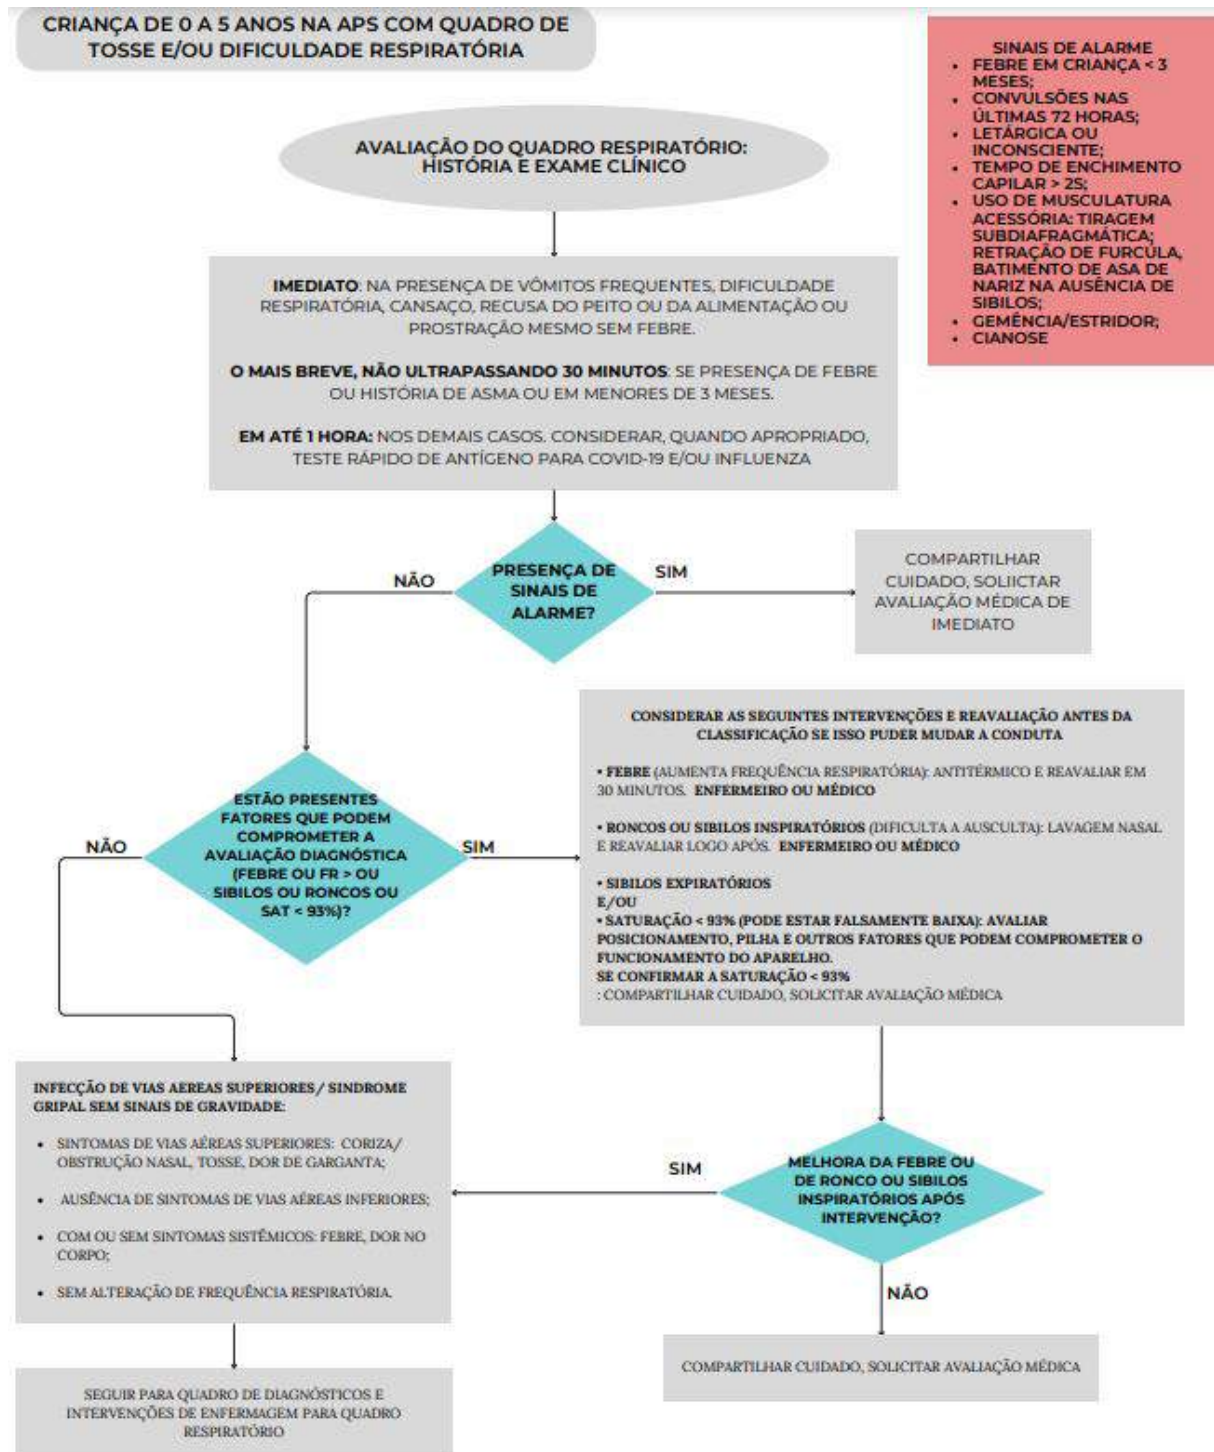 CRIANÇA DE 0 A 5 ANOS NA APS COM QUADRO DE
TOSSE E/OU DIFICULDADE RESPIRATÓRIA
SINAIS DE ALARME
• FEBRE EM CRIANÇA < 3
MESES;
• CONVULSÕES NAS
ÚLTIMAS 72 HORAS;
• LETÁRGICA OU
INCONSCIENTE;
• TEMPO DE ENCHIMENTO
CAPILAR > 2S;
• USO DE MUSCULATURA
ACESSÓRIA: TIRAGEM
SUBDIAFRAGMÁTICA;
RETRAÇÃO DE FURCÚLA,
BATIMENTO DE ASA DE
NARIZ NA AUSÊNCIA DE
SIBILOS;
• GEMÊNCIA/ESTRIDOR;
• CIANOSE
AVALIAÇÃO DO QUADRO RESPIRATÓRIO:
HISTÓRIA E EXAME CLÍNICO
IMEDIATO: NA PRESENÇA DE VÔMITOS FREQUENTES, DIFICULDADE
RESPIRATÓRIA, CANSAÇO, RECUSA DO PEITO OU DA ALIMENTAÇÃO OU
PROSTRAÇÃO MESMO SEM FEBRE.
O MAIS BREVE, NÃO ULTRAPASSANDO 30 MINUTOS: SE PRESENÇA DE FEBRE
OU HISTÓRIA DE ASMA OU EM MENORES DE 3 MESES.
EM ATÉ 1 HORA: NOS DEMAIS CASOS. CONSIDERAR, QUANDO APROPRIADO,
TESTE RÁPIDO DE ANTÍGENO PARA COVID-19 E/OU INFLUENZA
PRESENÇA DE
SINAIS DE
ALARME?
NÃO
SIM
COMPARTILHAR
CUIDADO, SOLIICTAR
AVALIAÇÃO MÉDICA DE
IMEDIATO
ESTÃO PRESENTES
FATORES QUE PODEM
COMPROMETER A
AVALIAÇÃO DIAGNÓSTICA
(FEBRE OU FR > OU
SIBILOS OU RONCOS OU
SAT < 93%)?
NÃO
SIM
CONSIDERAR AS SEGUINTES INTERVENÇÕES E REAVALIAÇÃO ANTES DA
CLASSIFICAÇÃO SE ISSO PUDER MUDAR A CONDUTA
• FEBRE (AUMENTA FREQUÊNCIA RESPIRATÓRIA): ANTITÉRMICO E REAVALIAR EM
30 MINUTOS. ENFERMEIRO OU MÉDICO
• RONCOS OU SIBILOS INSPIRATÓRIOS (DIFICULTA A AUSCULTA): LAVAGEM NASAL
E REAVALIAR LOGO APÓS. ENFERMEIRO OU MÉDICO
• SIBILOS EXPIRATÓRIOS
E/OU
• SATURAÇÃO < 93% (PODE ESTAR FALSAMENTE BAIXA): AVALIAR
POSICIONAMENTO, PILHA E OUTROS FATORES QUE PODEM COMPROMETER O
FUNCIONAMENTO DO APARELHO.
SE CONFIRMAR A SATURAÇÃO < 93%
: COMPARTILHAR CUIDADO, SOLICITAR AVALIAÇÃO MÉDICA
INFECÇÃO DE VIAS AEREAS SUPERIORES/ SINDROME
GRIPAL SEM SINAIS DE GRAVIDADE:
• SINTOMAS DE VIAS AÉREAS SUPERIORES: CORIZA/
OBSTRUÇÃO NASAL, TOSSE, DOR DE GARGANTA;
• AUSÊNCIA DE SINTOMAS DE VIAS AÉREAS INFERIORES;
• COM OU SEM SINTOMAS SISTÊMICOS: FEBRE, DOR NO
CORPO;
• SEM ALTERAÇÃO DE FREQUÊNCIA RESPIRATÓRIA.
MELHORA DA FEBRE OU
DE RONCO OU SIBILOS
INSPIRATÓRIOS APÓS
INTERVENÇÃO?
SIM
NÃO
COMPARTILHAR CUIDADO, SOLICITAR AVALIAÇÃO MÉDICA
SEGUIR PARA QUADRO DE DIAGNÓSTICOS E
INTERVENÇÕES DE ENFERMAGEM PARA QUADRO
RESPIRATÓRIO